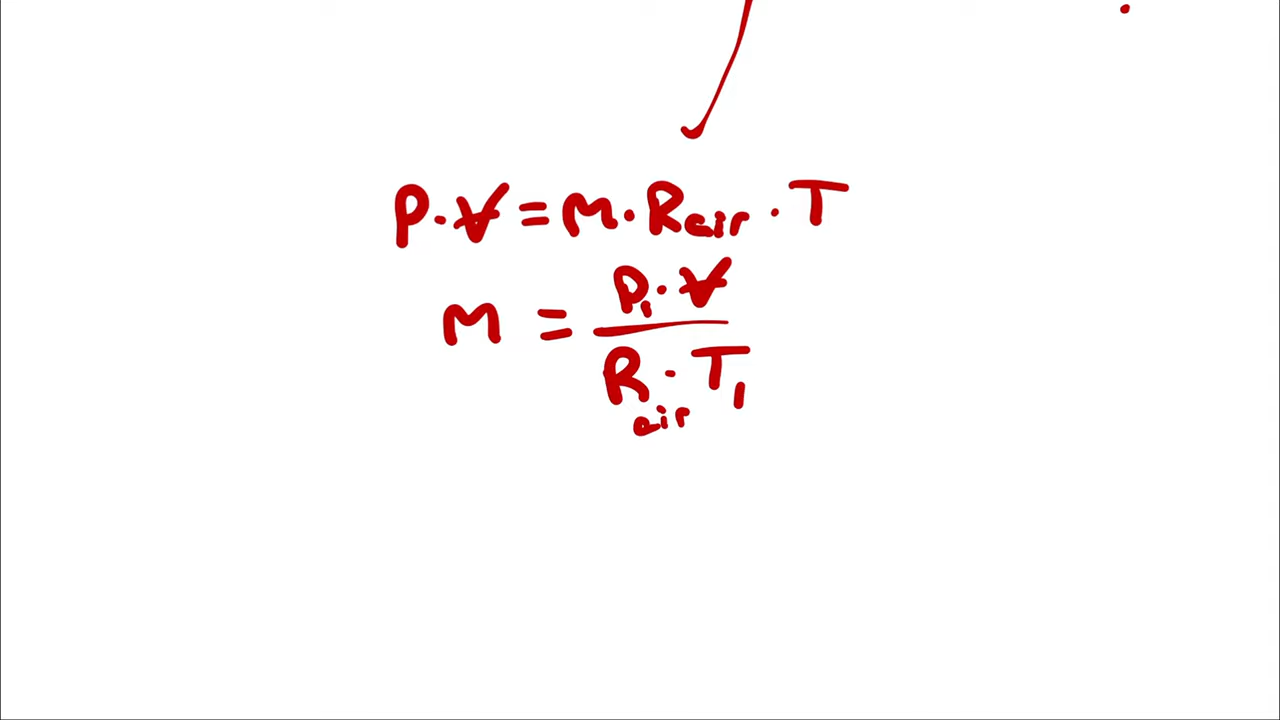 P · V = m · Rair · T
m = P1 · V / Rair · T1